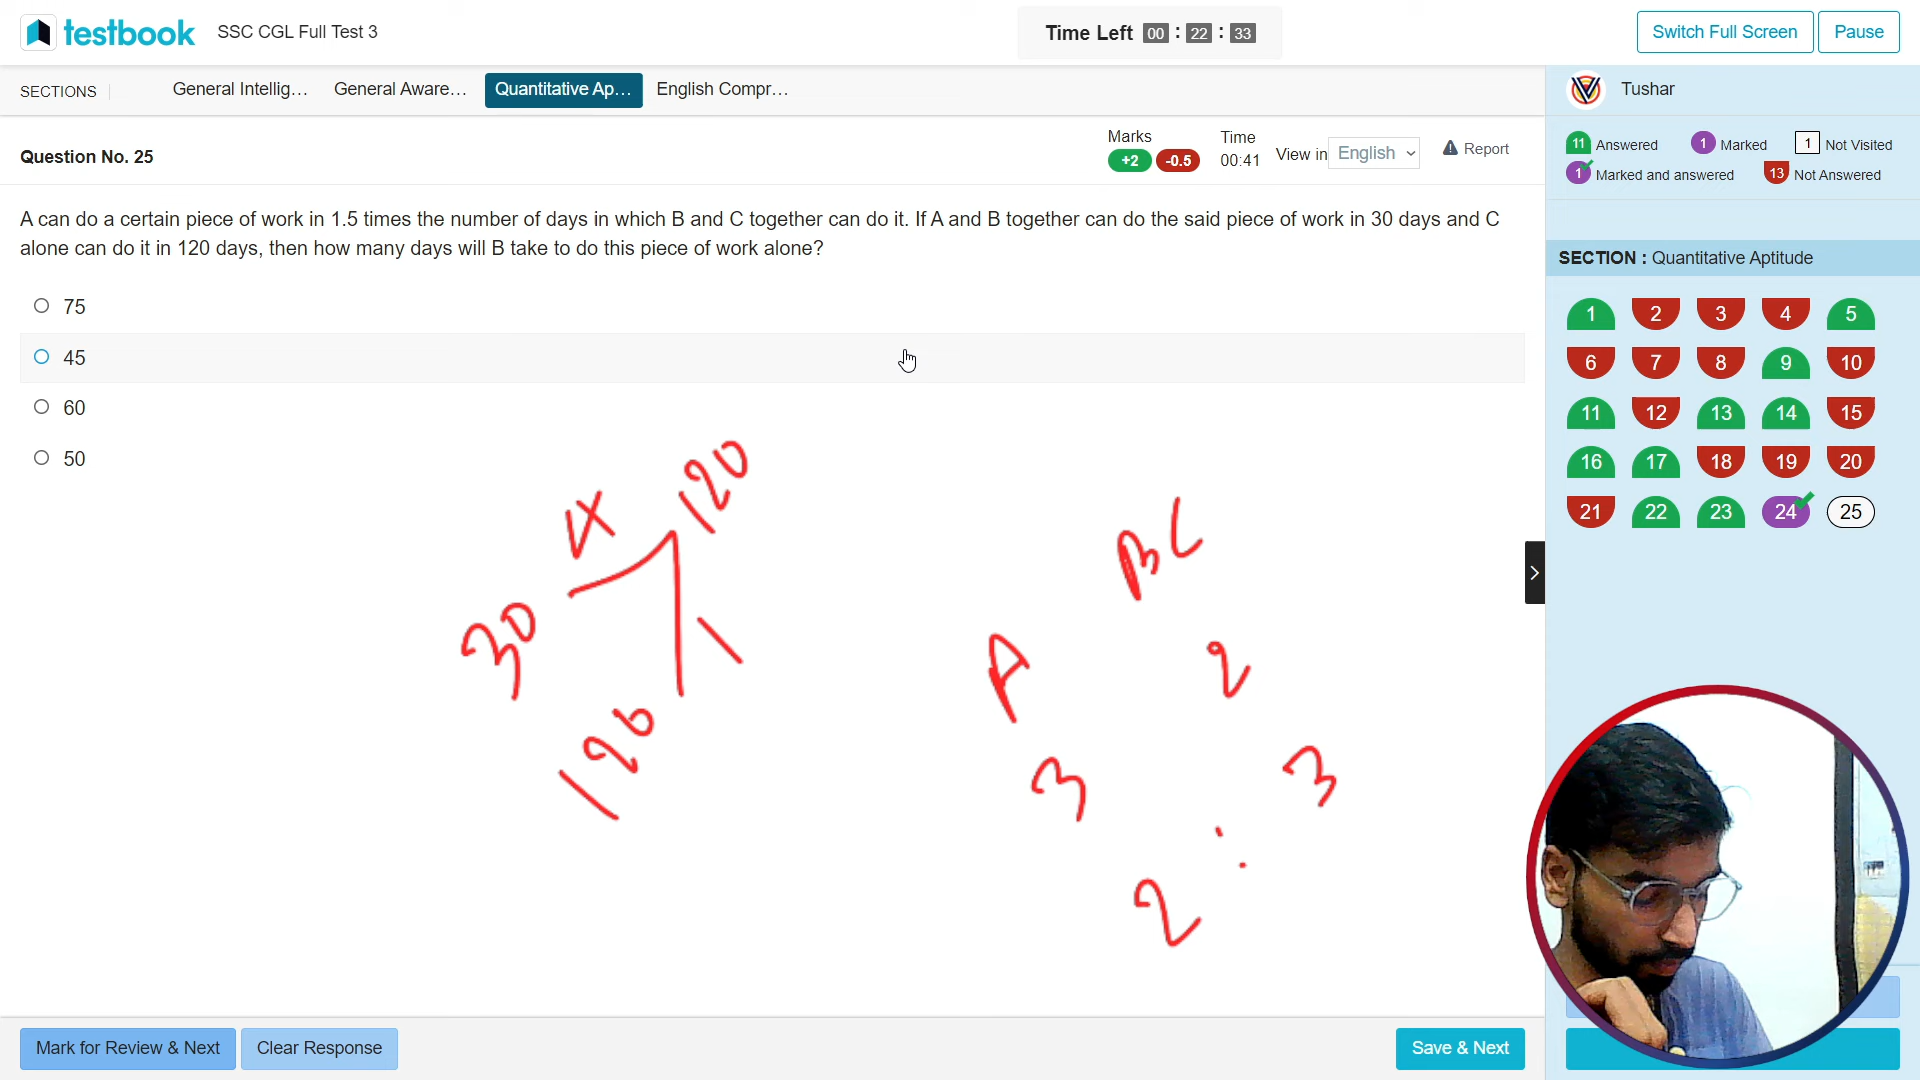 testbook SSC CGL Full Test 3 Time Left 00 : 22 : 33 Switch Full Screen Pause
SECTIONS General Intellig... General Aware... Quantitative Ap... English Compr... Tushar
Question No. 25 Marks +2 -0.5 Time 00:41 View in English Report
11 Answered 1 Marked 1 Not Visited
1 Marked and answered 13 Not Answered
A can do a certain piece of work in 1.5 times the number of days in which B and C together can do it. If A and B together can do the said piece of work in 30 days and C
alone can do it in 120 days, then how many days will B take to do this piece of work alone?
75
45
60
50
SECTION : Quantitative Aptitude
1 2 3 4 5
6 7 8 9 10
11 12 13 14 15
16 17 18 19 20
21 22 23 24 25
120
4
30
1
120
BC
A
2
3
3
2 :
Mark for Review & Next Clear Response Save & Next